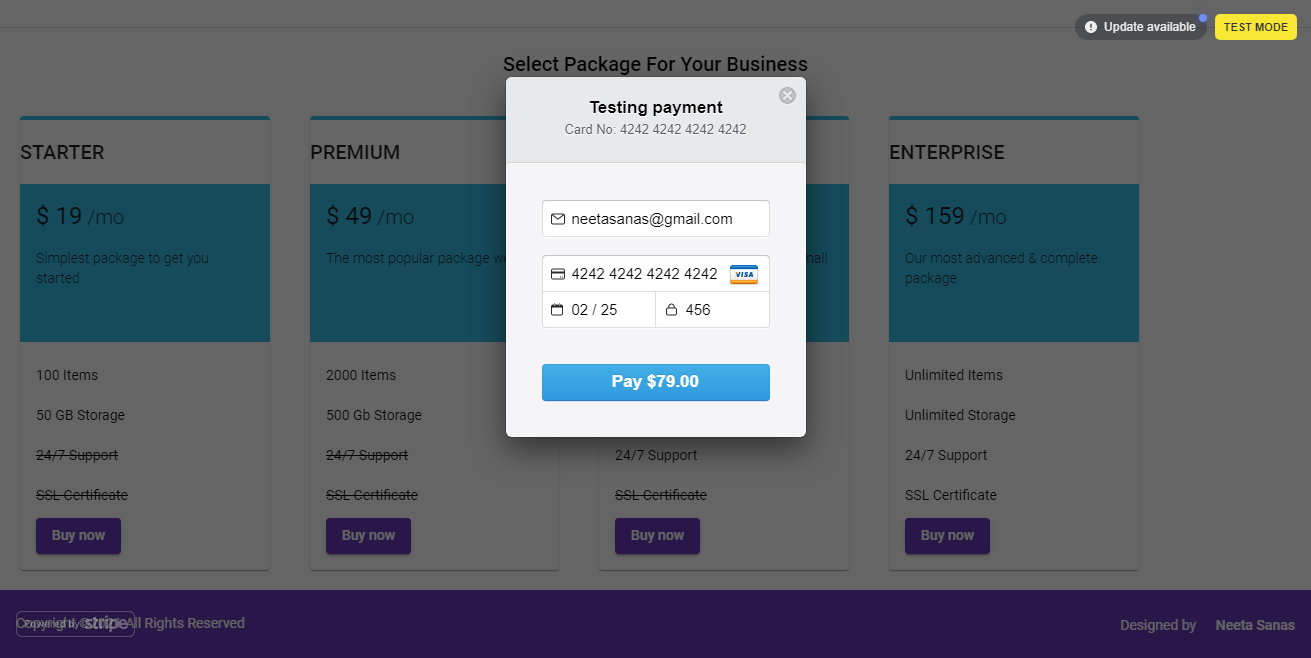 Update available
TEST MODE
Select Package For Your Business
Testing payment
Card No: 4242 4242 4242 4242
neetasanas@gmail.com
4242 4242 4242 4242 VISA
02 / 25
456
Pay $79.00
STARTER
$ 19 /mo
Simplest package to get you
started
100 Items
50 GB Storage
24/7 Support
SSL Certificate
Buy now
PREMIUM
$ 49 /mo
The most popular package
2000 Items
500 Gb Storage
24/7 Support
SSL Certificate
Buy now
24/7 Support
SSL Certificate
Buy now
ENTERPRISE
$ 159 /mo
Our most advanced & complete
package
Unlimited Items
Unlimited Storage
24/7 Support
SSL Certificate
Buy now
Powered by stripe
All Rights Reserved
Designed by Neeta Sanas